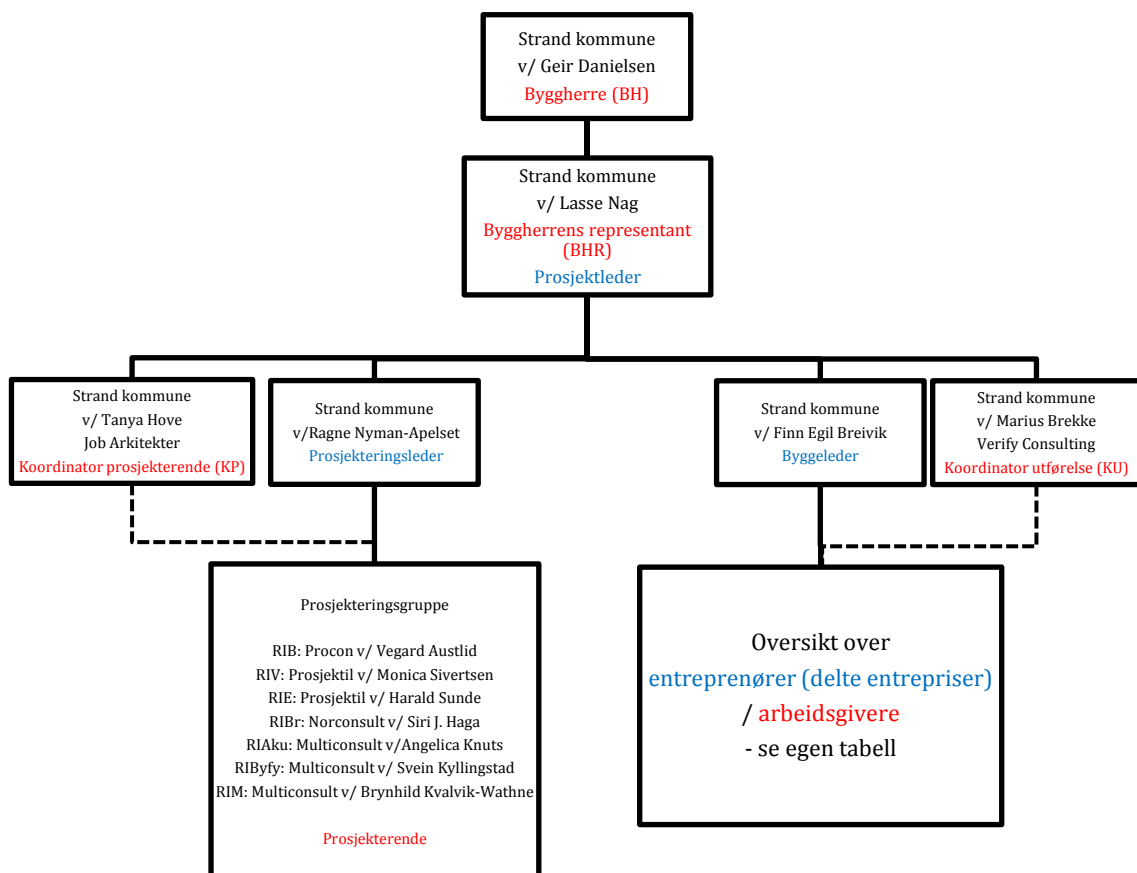 Strand kommune
v/ Geir Danielsen
Byggherre (BH)
Strand kommune
v/ Lasse Nag
Byggherrens representant
(BHR)
Prosjektleder
Strand kommune
v/ Tanya Hove
Job Arkitekter
Koordinator prosjekterende (KP)
Strand kommune
v/Ragne Nyman-Apelset
Prosjekteringsleder
Strand kommune
v/ Finn Egil Breivik
Byggeleder
Strand kommune
v/ Marius Brekke
Verify Consulting
Koordinator utførelse (KU)
Prosjekteringsgruppe
RIB: Procon v/ Vegard Austlid
RIV: Prosjektil v/ Monica Sivertsen
RIE: Prosjektil v/ Harald Sunde
RIBr: Norconsult v/ Siri J. Haga
RIAku: Multiconsult v/Angelica Knuts
RIByfy: Multiconsult v/ Svein Kyllingstad
RIM: Multiconsult v/ Brynhild Kvalvik-Wathne
Prosjekterende
Oversikt over
entreprenører (delte entrepriser)
/ arbeidsgivere
- se egen tabell